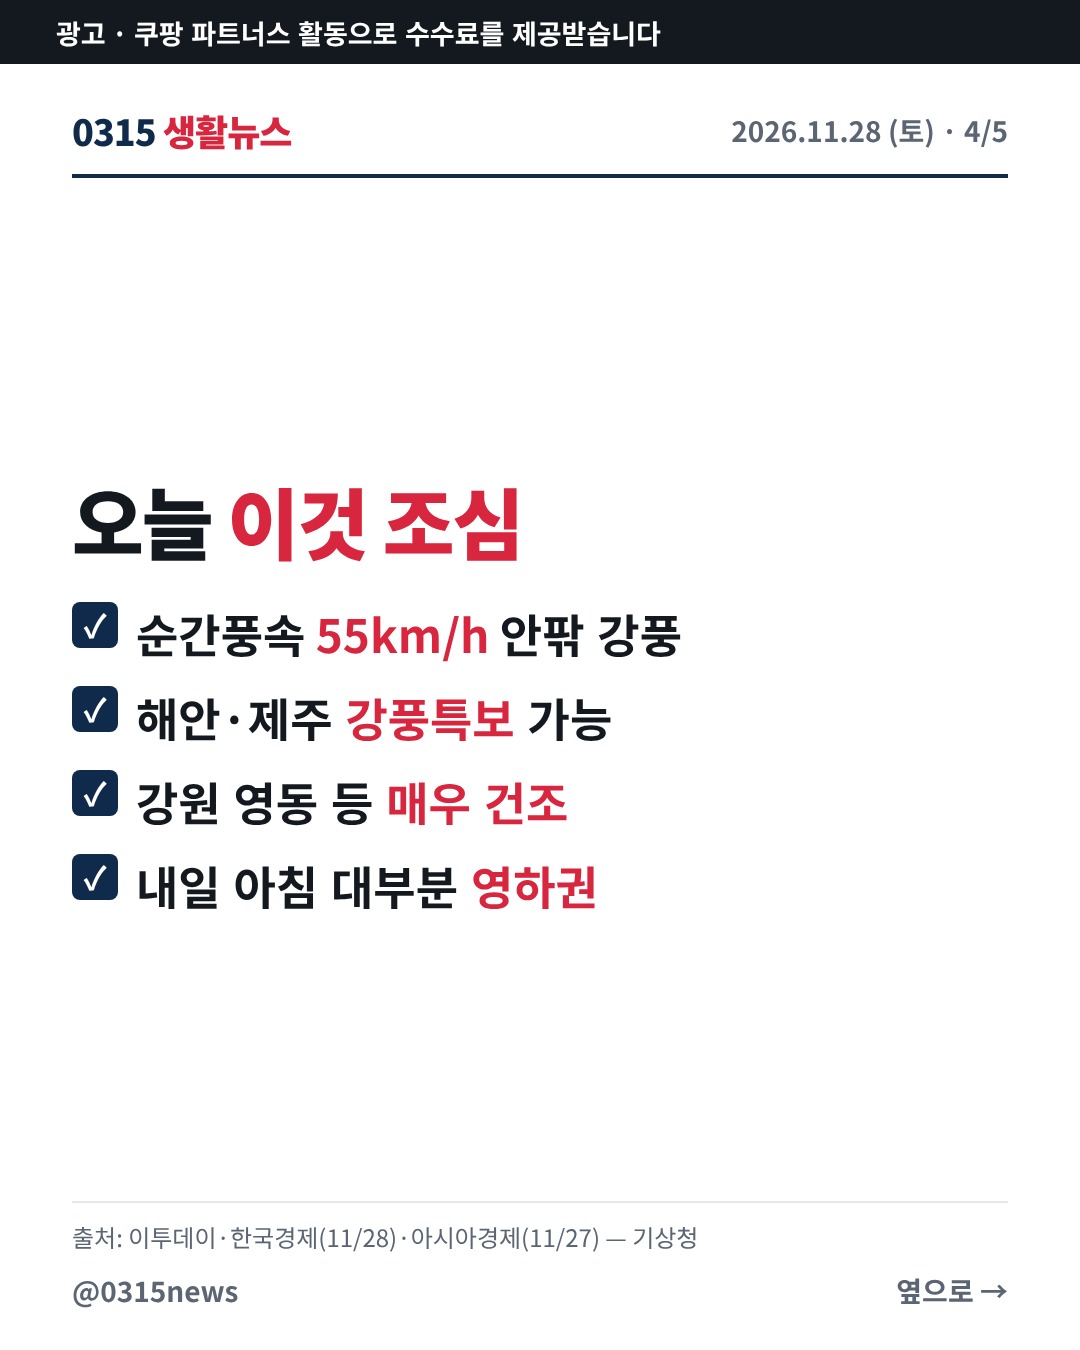 광고 · 쿠팡 파트너스 활동으로 수수료를 제공받습니다
0315 생활뉴스
2026.11.28 (토) · 4/5
오늘 이것 조심
✓ 순간풍속 55km/h 안팎 강풍
✓ 해안·제주 강풍특보 가능
✓ 강원 영동 등 매우 건조
✓ 내일 아침 대부분 영하권
출처: 이투데이·한국경제(11/28)·아시아경제(11/27) — 기상청
@0315news
옆으로 →